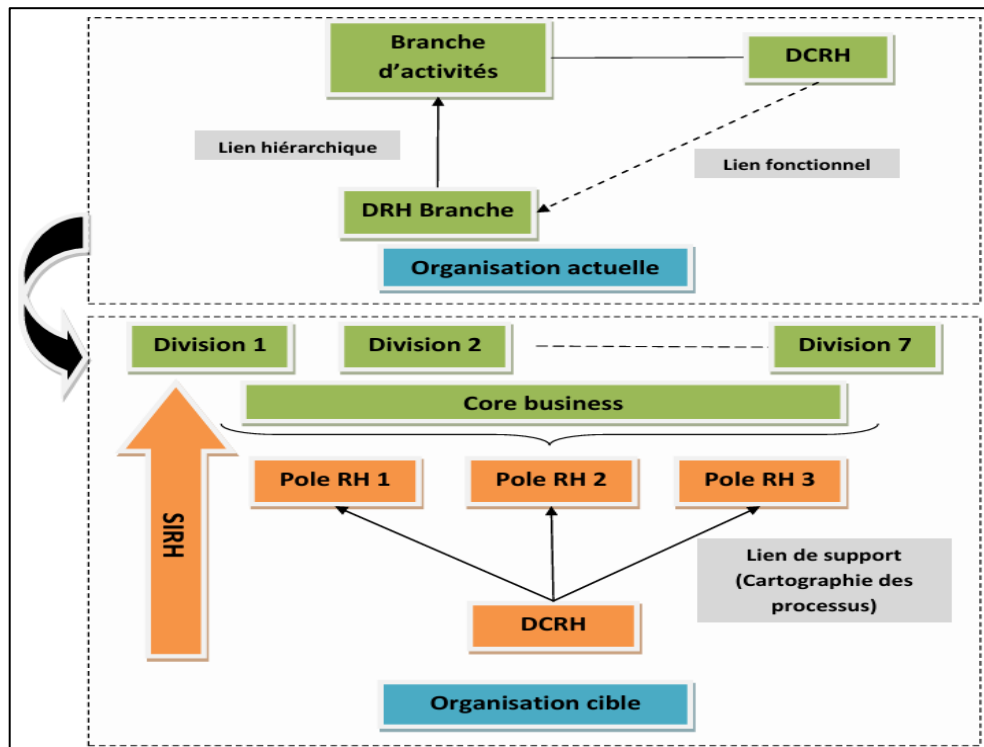 Branche
d'activités
DCRH
Lien hiérarchique
Lien fonctionnel
DRH Branche
Organisation actuelle
Division 1
Division 2
Division 7
Core business
Pole RH 1
Pole RH 2
Pole RH 3
SIRH
Lien de support
(Cartographie des
processus)
DCRH
Organisation cible